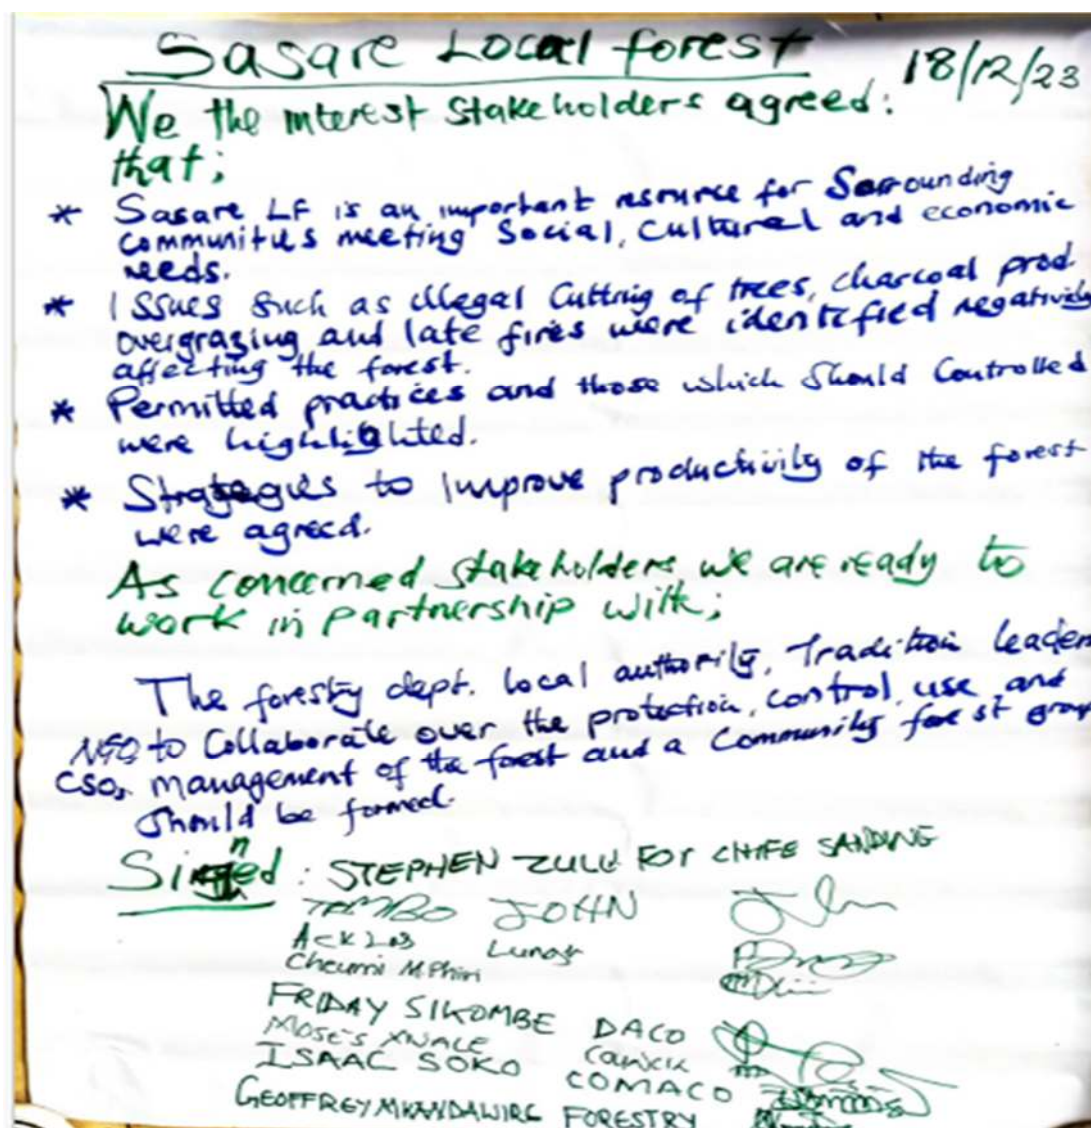 Sasare Local forest 18/12/23
We the interest Stakeholders agreed:
that;
* Sasare LF is an important resource for Sorrounding
communities meeting Social, Cultural and economic
needs.
* Issues such as illegal Cutting of trees, charcoal prod.
overgrazing and late fires were identified negatively
affecting the forest.
* Permitted practices and those which should Controlled
were highlighted.
* Strategies to improve productivity of the forest
were agreed.
As concerned stakeholders, we are ready to
work in Partnership with;
The forestry dept. local authority, tradition leaders
NGO to Collaborate over the protection, control, use, and
CSO, management of the forest and a Community forest group
should be formed.
Signed: STEPHEN ZULU FOR CHIFE SANDWE
TEMBO JOHN
Phiri
FRIDAY SIKOMBE DACO
MOSES
ISAAC SOKO COMACO
GEOFFREY MKANDAWIRE FORESTRY